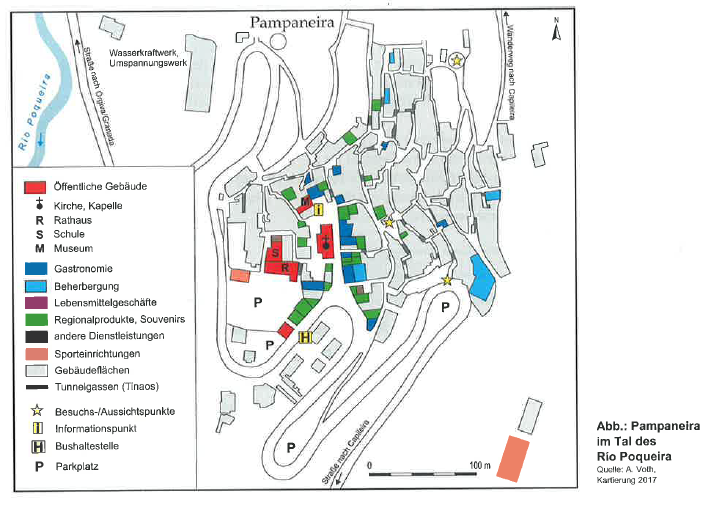 Pampaneira
N
Wasserkraftwerk,
Umspannungswerk
Straße nach Orgiva/Granada
Wanderweg nach Capileira
Río Poqueira
M
i
S
R
P
P
H
P
P
Straße nach Capileira
0 100 m
Öffentliche Gebäude
Kirche, Kapelle
R Rathaus
S Schule
M Museum
Gastronomie
Beherbergung
Lebensmittelgeschäfte
Regionalprodukte, Souvenirs
andere Dienstleistungen
Sporteinrichtungen
Gebäudeflächen
Tunnelgassen (Tinaos)
Besuchs-/Aussichtspunkte
i Informationspunkt
H Bushaltestelle
P Parkplatz
Abb.: Pampaneira
im Tal des
Río Poqueira
Quelle: A. Voth,
Kartierung 2017